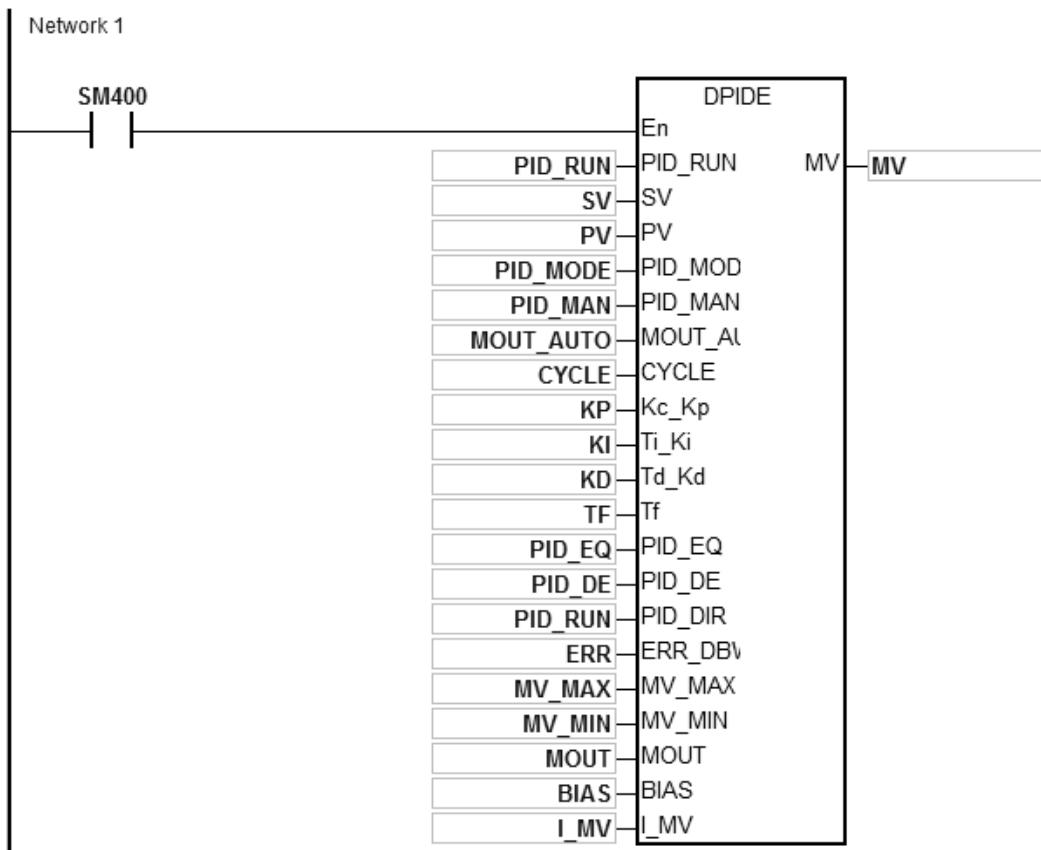 Network 1
SM400
DPIDE
En
PID_RUN PID_RUN MV MV
SV SV
PV PV
PID_MODE PID_MOD
PID_MAN PID_MAN
MOUT_AUTO MOUT_AU
CYCLE CYCLE
KP Kc_Kp
KI Ti_Ki
KD Td_Kd
TF Tf
PID_EQ PID_EQ
PID_DE PID_DE
PID_RUN PID_DIR
ERR ERR_DBW
MV_MAX MV_MAX
MV_MIN MV_MIN
MOUT MOUT
BIAS BIAS
I_MV I_MV